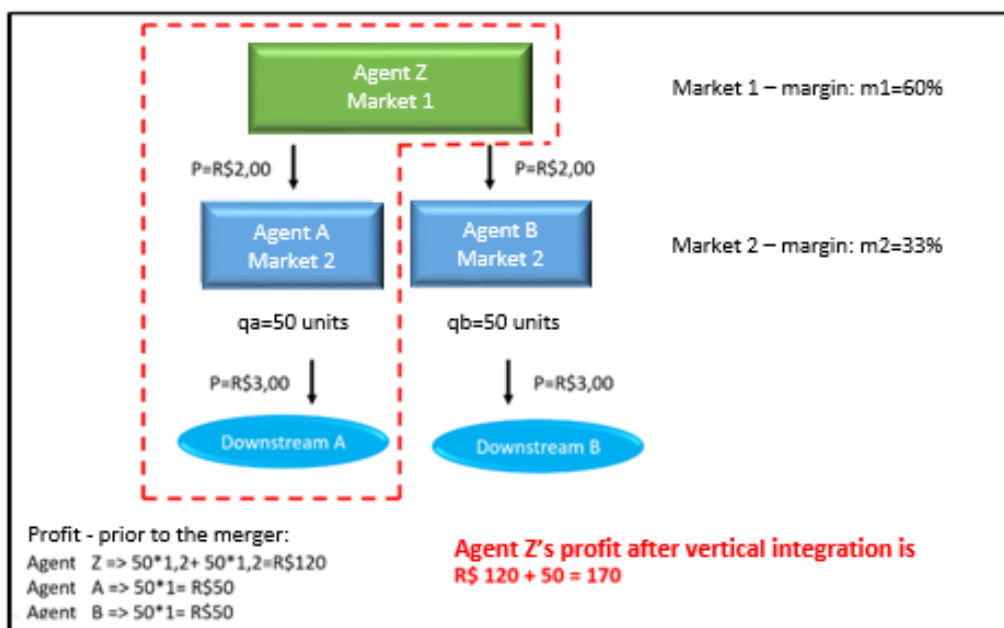 Agent Z
Market 1
Market 1 – margin: m1=60%
P=R$2,00
P=R$2,00
Agent A
Market 2
Agent B
Market 2
Market 2 – margin: m2=33%
qa=50 units
qb=50 units
P=R$3,00
P=R$3,00
Downstream A
Downstream B
Profit - prior to the merger:
Agent Z => 50*1,2+ 50*1,2=R$120
Agent A => 50*1= R$50
Agent B => 50*1= R$50
Agent Z's profit after vertical integration is
R$ 120 + 50 = 170